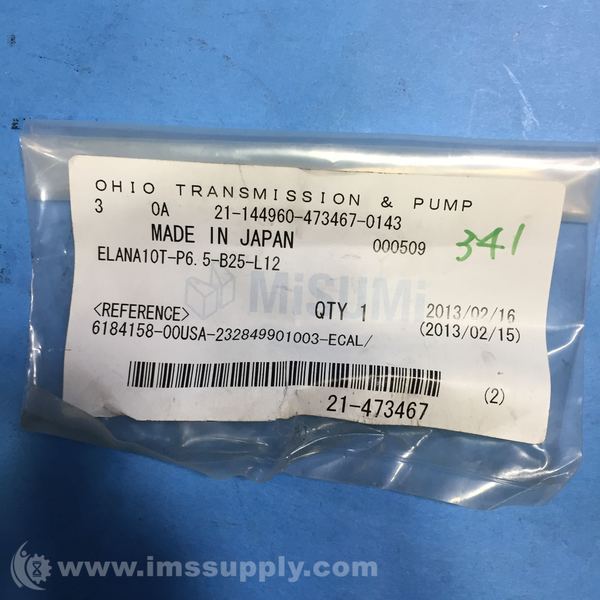 OHIO TRANSMISSION & PUMP
3 OA 21-144960-473467-0143
MADE IN JAPAN 000509 341
ELANA10T-P6.5-B25-L12
MiSUMi
<REFERENCE> QTY 1 2013/02/16
6184158-00USA-232849901003-ECAL/ (2013/02/15)
(2)
21-473467
www.imssupply.com